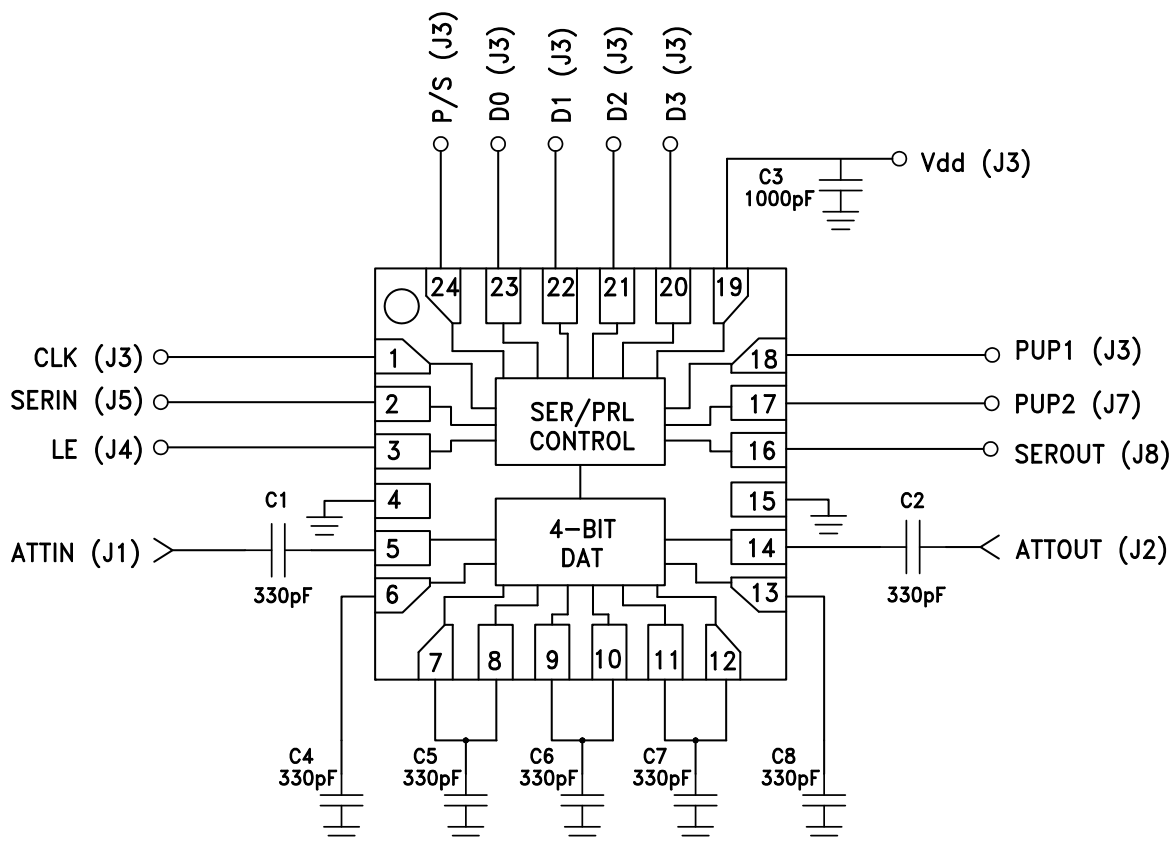 P/S (J3)
D0 (J3)
D1 (J3)
D2 (J3)
D3 (J3)
Vdd (J3)
C3
1000pF
24
23
22
21
20
19
CLK (J3)
1
18
PUP1 (J3)
SERIN (J5)
2
17
PUP2 (J7)
LE (J4)
3
16
SEROUT (J8)
SER/PRL
CONTROL
4
15
C1
C2
ATTIN (J1)
5
14
ATTOUT (J2)
4-BIT
DAT
330pF
6
13
330pF
7
8
9
10
11
12
C4
330pF
C5
330pF
C6
330pF
C7
330pF
C8
330pF